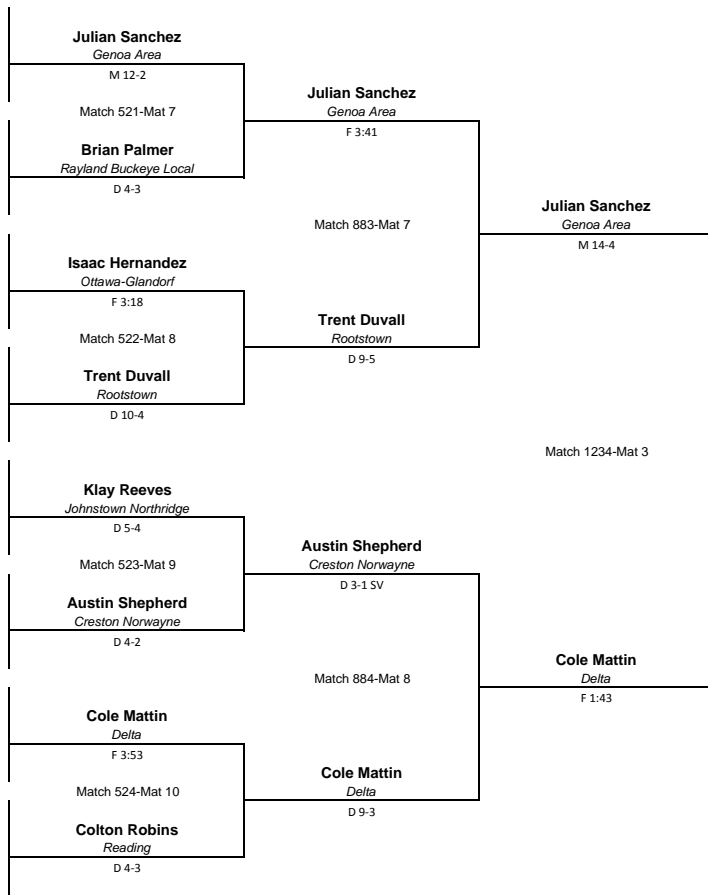 Julian Sanchez
Genoa Area
M 12-2
Match 521-Mat 7
Brian Palmer
Rayland Buckeye Local
D 4-3
Isaac Hernandez
Ottawa-Glandorf
F 3:18
Match 522-Mat 8
Trent Duvall
Rootstown
D 10-4
Klay Reeves
Johnstown Northridge
D 5-4
Match 523-Mat 9
Austin Shepherd
Creston Norwayne
D 4-2
Cole Mattin
Delta
F 3:53
Match 524-Mat 10
Colton Robins
Reading
D 4-3
Julian Sanchez
Genoa Area
F 3:41
Match 883-Mat 7
Trent Duvall
Rootstown
D 9-5
Austin Shepherd
Creston Norwayne
D 3-1 SV
Match 884-Mat 8
Cole Mattin
Delta
D 9-3
Julian Sanchez
Genoa Area
M 14-4
Match 1234-Mat 3
Cole Mattin
Delta
F 1:43